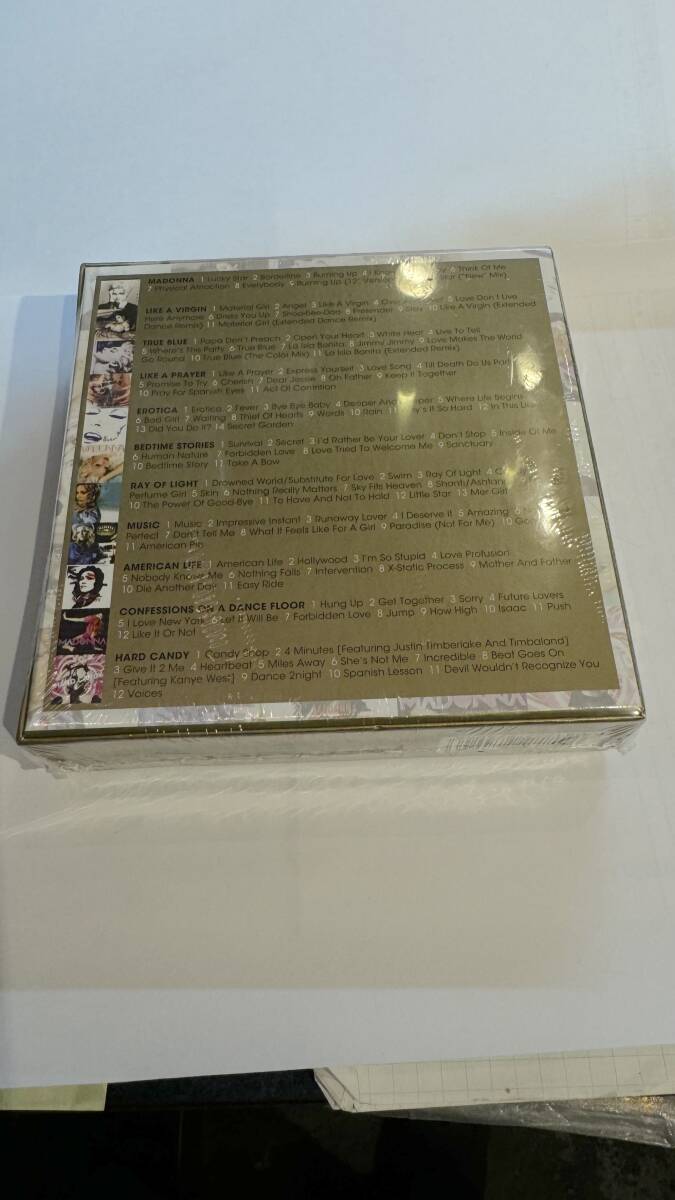 MADONNA 1 Lucky Star 2 Borderline 3 Burning Up 4 I Know 6 Think Of Me
7 Physical Attraction 8 Everybody 9 Burning Up (12" Version) Star ("New" Mix)
LIKE A VIRGIN 1 Material Girl 2 Angel 3 Like A Virgin 4 Over 5 Love Don't Live
Here Anymore 6 Dress You Up 7 Shoo-Bee-Doo 8 Pretender 9 Stay 10 Like A Virgin (Extended
Dance Remix) 11 Material Girl (Extended Dance Remix)
TRUE BLUE 1 Papa Don't Preach 2 Open Your Heart 3 White Heat 4 Live To Tell
5 Where's The Party 6 True Blue 7 La Isla Bonita 8 Jimmy Jimmy 9 Love Makes The World
Go Round 10 True Blue (The Color Mix) 11 La Isla Bonita (Extended Remix)
LIKE A PRAYER 1 Like A Prayer 2 Express Yourself 3 Love Song 4 Till Death Do Us Part
5 Promise To Try 6 Cherish 7 Dear Jessie 8 Oh Father 9 Keep It Together
10 Pray For Spanish Eyes 11 Act Of Contrition
EROTICA 1 Erotica 2 Fever 3 Bye Bye Baby 4 Deeper And Deeper 5 Where Life Begins
6 Bad Girl 7 Waiting 8 Thief Of Hearts 9 Words 10 Rain 11 Why's It So Hard 12 In This Life
13 Did You Do It? 14 Secret Garden
BEDTIME STORIES 1 Survival 2 Secret 3 I'd Rather Be Your Lover 4 Don't Stop 5 Inside Of Me
6 Human Nature 7 Forbidden Love 8 Love Tried To Welcome Me 9 Sanctuary
10 Bedtime Story 11 Take A Bow
RAY OF LIGHT 1 Drowned World/Substitute For Love 2 Swim 3 Ray Of Light 4
Perfume Girl 5 Skin 6 Nothing Really Matters 7 Sky Fits Heaven 8 Shanti/Ashtangi
10 The Power Of Good-Bye 11 To Have And Not To Hold 12 Little Star 13 Mer Girl
MUSIC 1 Music 2 Impressive Instant 3 Runaway Lover 4 I Deserve It 5 Amazing
Perfect 7 Don't Tell Me 8 What It Feels Like For A Girl 9 Paradise (Not For Me) 10
11 American Pie
AMERICAN LIFE 1 American Life 2 Hollywood 3 I'm So Stupid 4 Love Profusion
5 Nobody Knows Me 6 Nothing Fails 7 Intervention 8 X-Static Process 9 Mother And Father
10 Die Another Day 11 Easy Ride
CONFESSIONS ON A DANCE FLOOR 1 Hung Up 2 Get Together 3 Sorry 4 Future Lovers
5 I Love New York 6 Let It Will Be 7 Forbidden Love 8 Jump 9 How High 10 Isaac 11 Push
12 Like It Or Not
HARD CANDY 1 Candy Shop 2 4 Minutes [Featuring Justin Timberlake And Timbaland]
3 Give It 2 Me 4 Heartbeat 5 Miles Away 6 She's Not Me 7 Incredible 8 Beat Goes On
[Featuring Kanye West] 9 Dance 2night 10 Spanish Lesson 11 Devil Wouldn't Recognize You
12 Voices
MADONNA